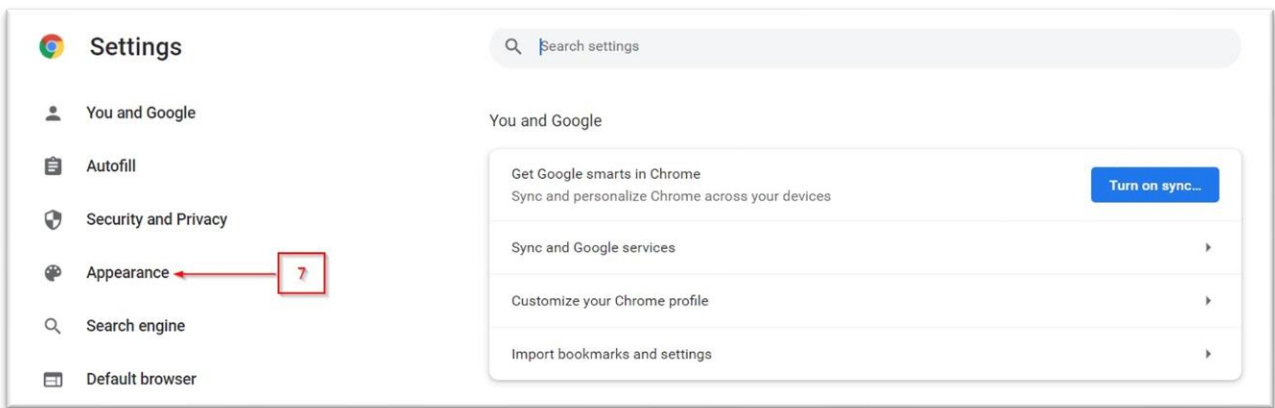 Settings
Search settings
You and Google
Autofill
Security and Privacy
Appearance
7
Search engine
Default browser
You and Google
Get Google smarts in Chrome
Sync and personalize Chrome across your devices
Turn on sync...
Sync and Google services
Customize your Chrome profile
Import bookmarks and settings